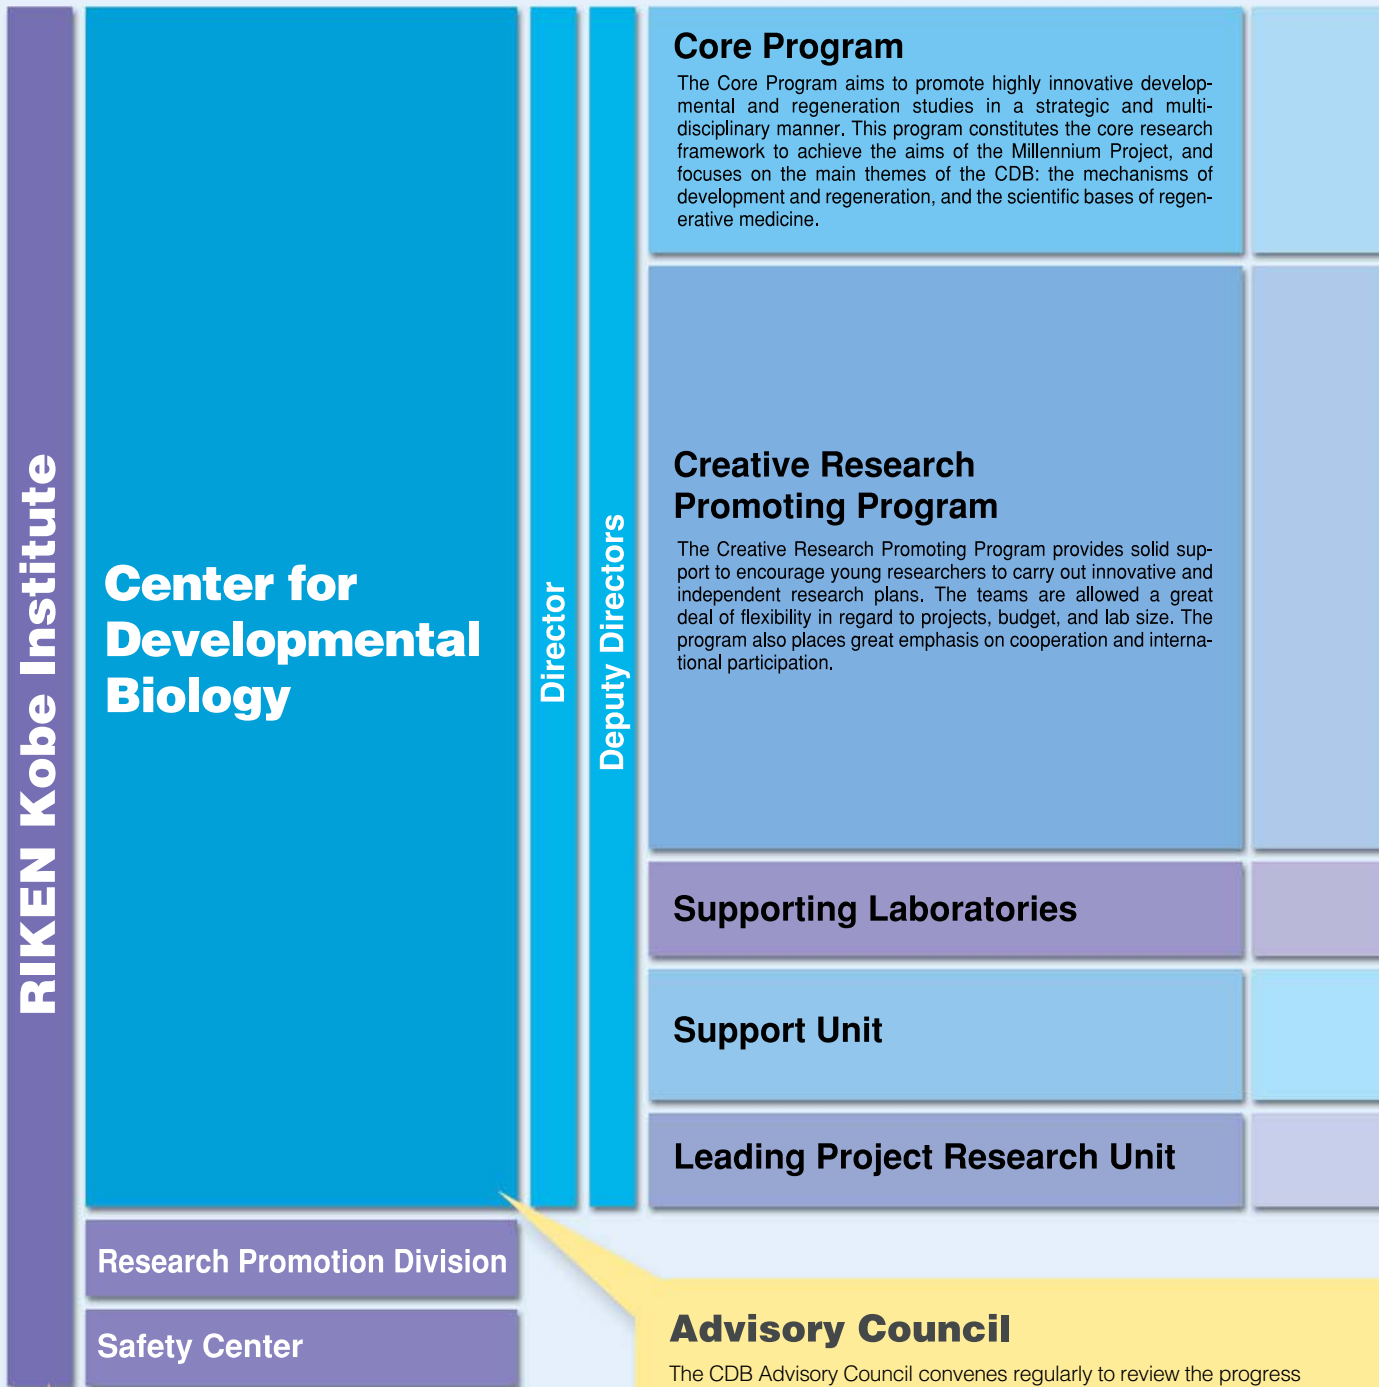 RIKEN Kobe Institute
Center for
Developmental
Biology
Director
Deputy Directors
Core Program
The Core Program aims to promote highly innovative develop-
mental and regeneration studies in a strategic and multi-
disciplinary manner. This program constitutes the core research
framework to achieve the aims of the Millennium Project, and
focuses on the main themes of the CDB: the mechanisms of
development and regeneration, and the scientific bases of regen-
erative medicine.
Creative Research
Promoting Program
The Creative Research Promoting Program provides solid sup-
port to encourage young researchers to carry out innovative and
independent research plans. The teams are allowed a great
deal of flexibility in regard to projects, budget, and lab size. The
program also places great emphasis on cooperation and interna-
tional participation.
Supporting Laboratories
Support Unit
Leading Project Research Unit
Research Promotion Division
Safety Center
Advisory Council
The CDB Advisory Council convenes regularly to review the progress